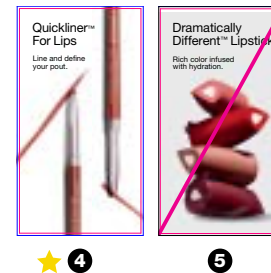 Quickliner™
For Lips
Line and define
your pout.
Dramatically
Different™ Lipstick
Rich color infused
with hydration.
4
5